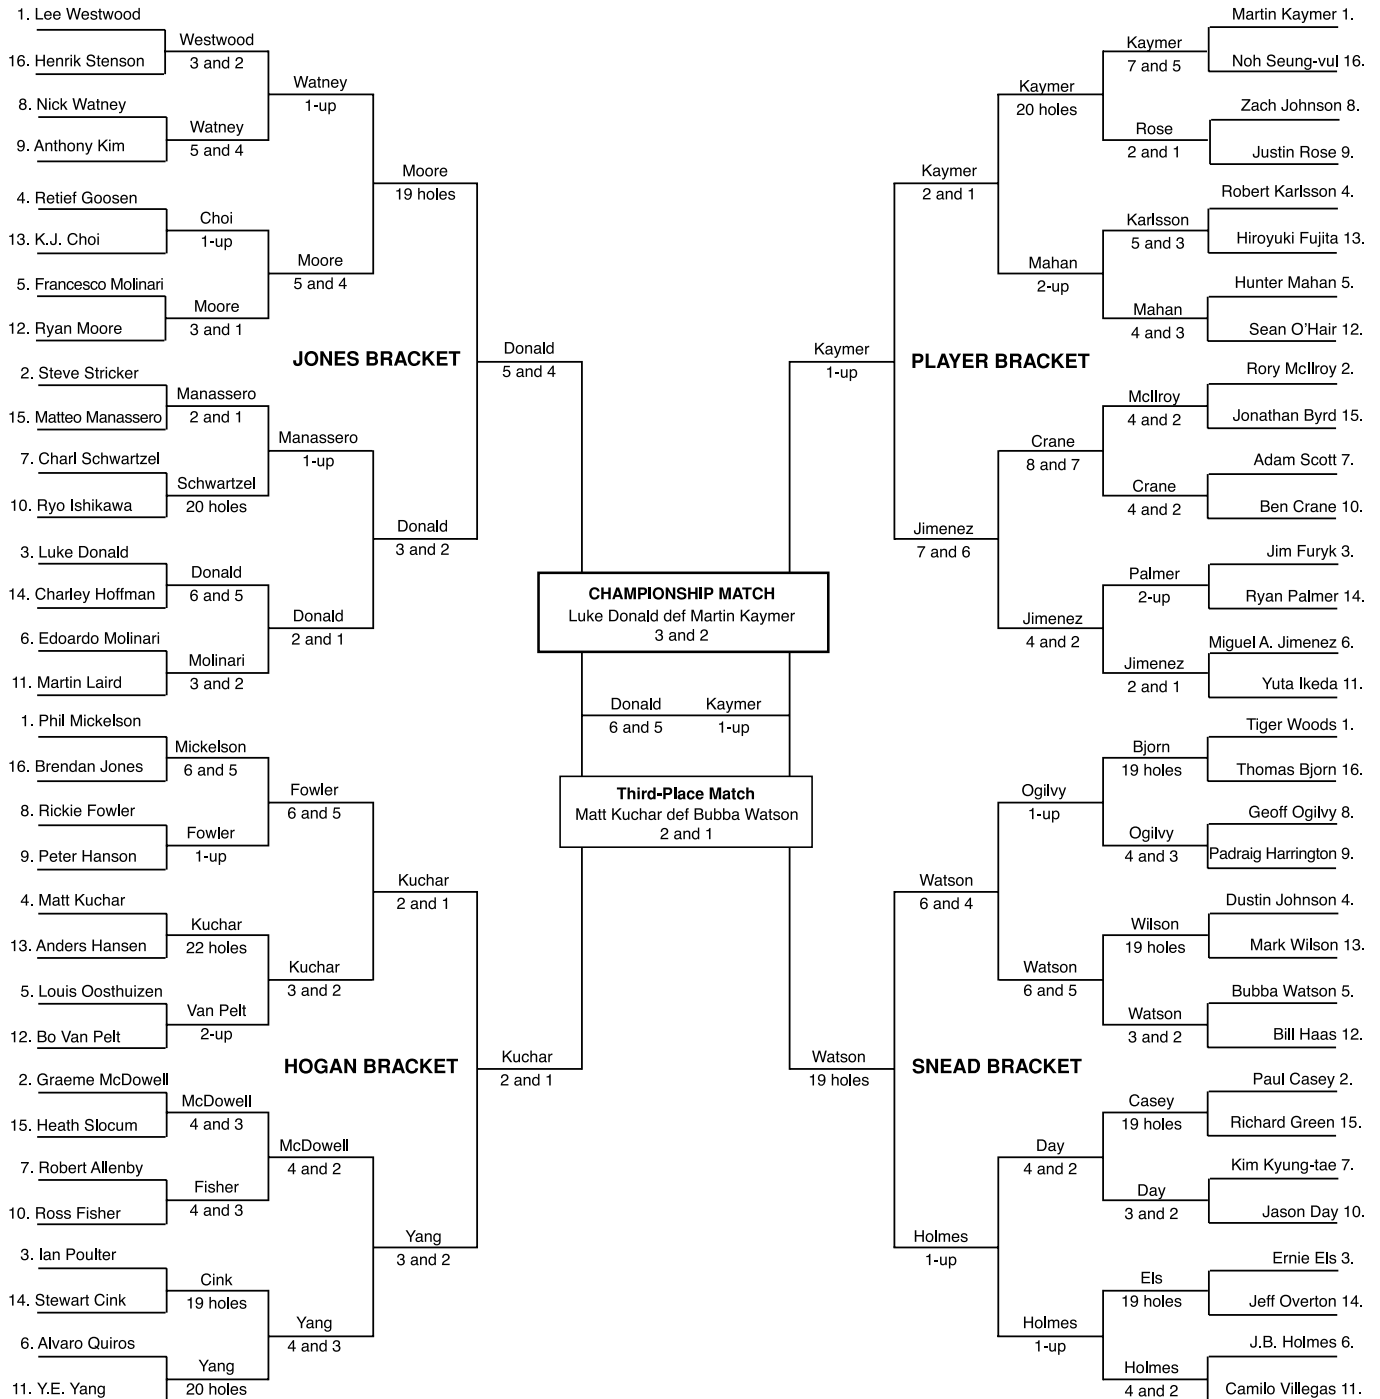 1. Lee Westwood
Westwood
3 and 2
16. Henrik Stenson
Watney
1-up
8. Nick Watney
Watney
5 and 4
9. Anthony Kim
Moore
19 holes
4. Retief Goosen
Choi
1-up
13. K.J. Choi
Moore
5 and 4
5. Francesco Molinari
Moore
3 and 1
12. Ryan Moore
JONES BRACKET
Donald
5 and 4
2. Steve Stricker
Manassero
2 and 1
15. Matteo Manassero
Manassero
1-up
7. Charl Schwartzel
Schwartzel
20 holes
10. Ryo Ishikawa
Donald
3 and 2
3. Luke Donald
Donald
6 and 5
14. Charley Hoffman
Donald
2 and 1
6. Edoardo Molinari
Molinari
3 and 2
11. Martin Laird
1. Phil Mickelson
Mickelson
6 and 5
16. Brendan Jones
Fowler
6 and 5
8. Rickie Fowler
Fowler
1-up
9. Peter Hanson
Kuchar
2 and 1
4. Matt Kuchar
Kuchar
22 holes
13. Anders Hansen
Kuchar
3 and 2
5. Louis Oosthuizen
Van Pelt
2-up
12. Bo Van Pelt
HOGAN BRACKET
Kuchar
2 and 1
2. Graeme McDowell
McDowell
4 and 3
15. Heath Slocum
McDowell
4 and 2
7. Robert Allenby
Fisher
4 and 3
10. Ross Fisher
Yang
3 and 2
3. Ian Poulter
Cink
19 holes
14. Stewart Cink
Yang
4 and 3
6. Alvaro Quiros
Yang
20 holes
11. Y.E. Yang
CHAMPIONSHIP MATCH
Luke Donald def Martin Kaymer
3 and 2
Donald
6 and 5
Kaymer
1-up
Third-Place Match
Matt Kuchar def Bubba Watson
2 and 1
Martin Kaymer 1.
Kaymer
7 and 5
Noh Seung-yul 16.
Kaymer
20 holes
Zach Johnson 8.
Rose
2 and 1
Justin Rose 9.
Kaymer
2 and 1
Robert Karlsson 4.
Karlsson
5 and 3
Hiroyuki Fujita 13.
Mahan
2-up
Hunter Mahan 5.
Mahan
4 and 3
Sean O'Hair 12.
Kaymer
1-up
PLAYER BRACKET
Rory McIlroy 2.
McIlroy
4 and 2
Jonathan Byrd 15.
Crane
8 and 7
Adam Scott 7.
Crane
4 and 2
Ben Crane 10.
Jimenez
7 and 6
Jim Furyk 3.
Palmer
2-up
Ryan Palmer 14.
Jimenez
4 and 2
Miguel A. Jimenez 6.
Jimenez
2 and 1
Yuta Ikeda 11.
Tiger Woods 1.
Bjorn
19 holes
Thomas Bjorn 16.
Ogilvy
1-up
Geoff Ogilvy 8.
Ogilvy
4 and 3
Padraig Harrington 9.
Watson
6 and 4
Dustin Johnson 4.
Wilson
19 holes
Mark Wilson 13.
Watson
6 and 5
Bubba Watson 5.
Watson
3 and 2
Bill Haas 12.
Watson
19 holes
SNEAD BRACKET
Paul Casey 2.
Casey
19 holes
Richard Green 15.
Day
4 and 2
Kim Kyung-tae 7.
Day
3 and 2
Jason Day 10.
Holmes
1-up
Ernie Els 3.
Els
19 holes
Jeff Overton 14.
Holmes
1-up
J.B. Holmes 6.
Holmes
4 and 2
Camilo Villegas 11.